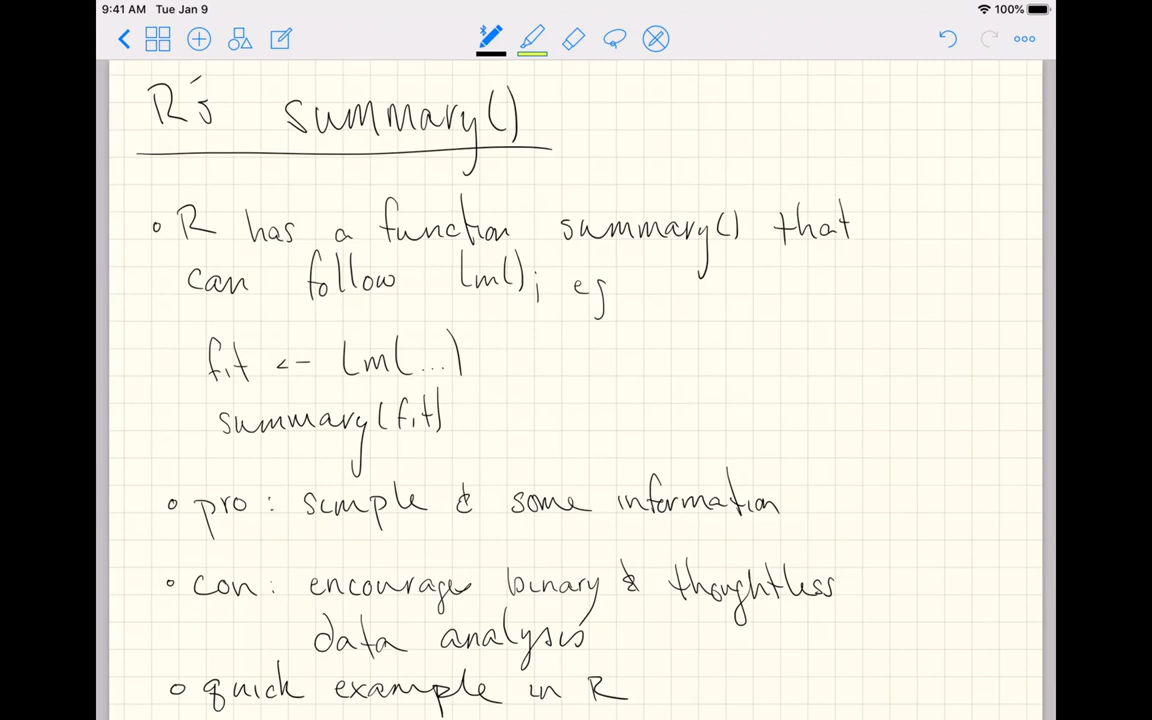 9:41 AM Tue Jan 9 100%
R's summary()
• R has a function summary() that
can follow lm(); eg
fit <- lm(...)
summary(fit)
• pro: simple & some information
• con: encourage binary & thoughtless
data analysis
• quick example in R